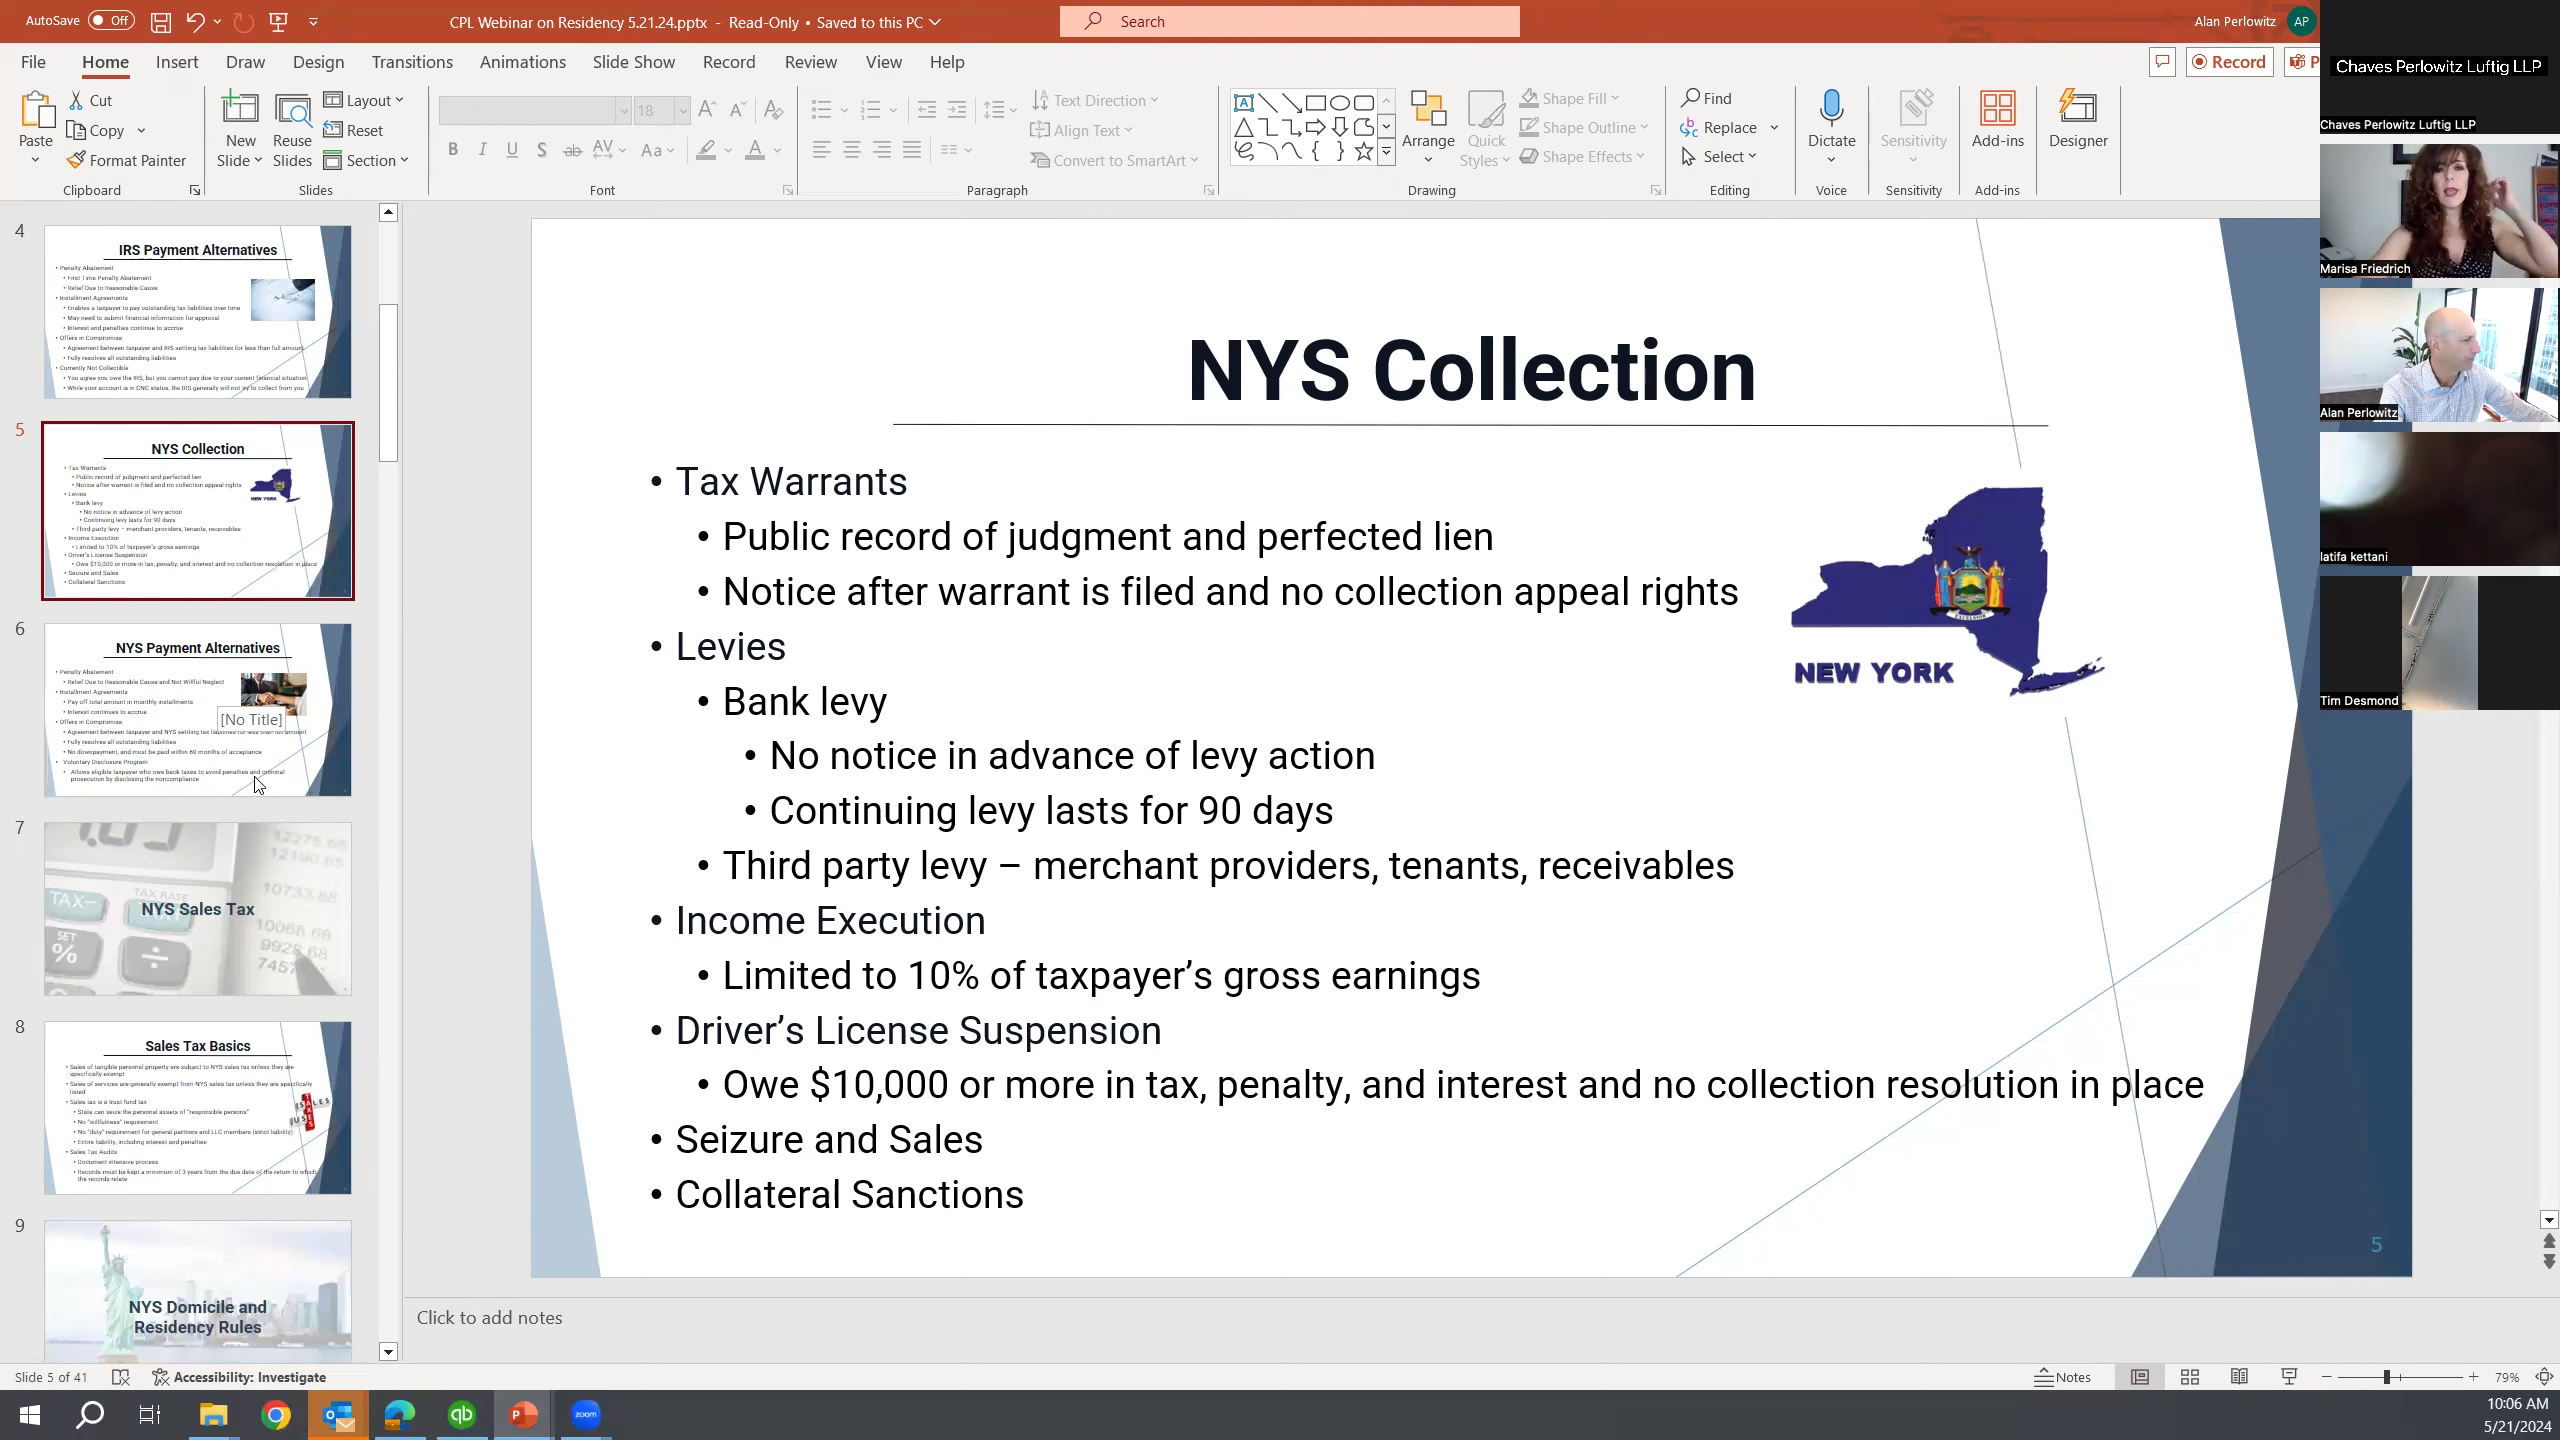 AutoSave Off
CPL Webinar on Residency 5.21.24.pptx - Read-Only • Saved to this PC
Search
Alan Perlowitz AP
File Home Insert Draw Design Transitions Animations Slide Show Record Review View Help
Record
Paste
Cut
Copy
Format Painter
Clipboard
New Slide
Reuse Slides
Layout
Reset
Section
Slides
18
Font
Text Direction
Align Text
Convert to SmartArt
Paragraph
Arrange
Quick Styles
Shape Fill
Shape Outline
Shape Effects
Drawing
Find
Replace
Select
Editing
Dictate
Voice
Sensitivity
Sensitivity
Add-ins
Add-ins
Designer
Chaves Perlowitz Luftig LLP
Chaves Perlowitz Luftig LLP
Marisa Friedrich
Alan Perlowitz
latifa kettani
Tim Desmond
4
IRS Payment Alternatives
• Penalty Abatement
• First Time Penalty Abatement
• Relief Due to Reasonable Cause
• Installment Agreements
• Enables a taxpayer to pay outstanding tax liabilities over time
• May need to submit financial information for approval
• Interest and penalties continue to accrue
• Offers in Compromise
• Agreement between taxpayer and IRS settling tax liabilities for less than full amount
• Fully resolves all outstanding liabilities
• Currently Not Collectible
• You agree you owe the IRS, but you cannot pay due to your current financial situation
• While your account is in CNC status, the IRS generally will not try to collect from you
5
NYS Collection
• Tax Warrants
• Public record of judgment and perfected lien
• Notice after warrant is filed and no collection appeal rights
• Levies
• Bank levy
• No notice in advance of levy action
• Continuing levy lasts for 90 days
• Third party levy – merchant providers, tenants, receivables
• Income Execution
• Limited to 10% of taxpayer's gross earnings
• Driver's License Suspension
• Owe $10,000 or more in tax, penalty, and interest and no collection resolution in place
• Seizure and Sales
• Collateral Sanctions
NEW YORK
6
NYS Payment Alternatives
• Penalty Abatement
• Relief Due to Reasonable Cause and Not Willful Neglect
• Installment Agreements
• Pay off total amount in monthly installments
• Interest continues to accrue
[No Title]
• Offers in Compromise
• Agreement between taxpayer and NYS settling tax liabilities for less than full amount
• Fully resolves all outstanding liabilities
• No downpayment, and must be paid within 60 months of acceptance
• Voluntary Disclosure Program
• Allows eligible taxpayer who owe back taxes to avoid penalties and criminal
prosecution by disclosing the noncompliance
7
NYS Sales Tax
TAX-
TAX RATE
SET
%
÷
12275.68
12190.65
10733.88
10068.68
9928.68
8
Sales Tax Basics
• Sales of tangible personal property are subject to NYS sales tax unless they are
specifically exempt
• Sales of services are generally exempt from NYS sales tax unless they are specifically
listed
• Sales tax is a trust fund tax
• State can seize the personal assets of "responsible persons"
• No "willfulness" requirement
• No "duty" requirement for general partners and LLC members (strict liability)
• Entire liability, including interest and penalties
• Sales Tax Audits
• Document intensive process
• Records must be kept a minimum of 3 years from the due date of the return to which
the records relate
9
NYS Domicile and
Residency Rules
NYS Collection
• Tax Warrants
• Public record of judgment and perfected lien
• Notice after warrant is filed and no collection appeal rights
• Levies
• Bank levy
• No notice in advance of levy action
• Continuing levy lasts for 90 days
• Third party levy – merchant providers, tenants, receivables
• Income Execution
• Limited to 10% of taxpayer’s gross earnings
• Driver’s License Suspension
• Owe $10,000 or more in tax, penalty, and interest and no collection resolution in place
• Seizure and Sales
• Collateral Sanctions
EXCELSIOR
NEW YORK
5
Click to add notes
Slide 5 of 41
Accessibility: Investigate
Notes
79%
qb
zoom
10:06 AM
5/21/2024